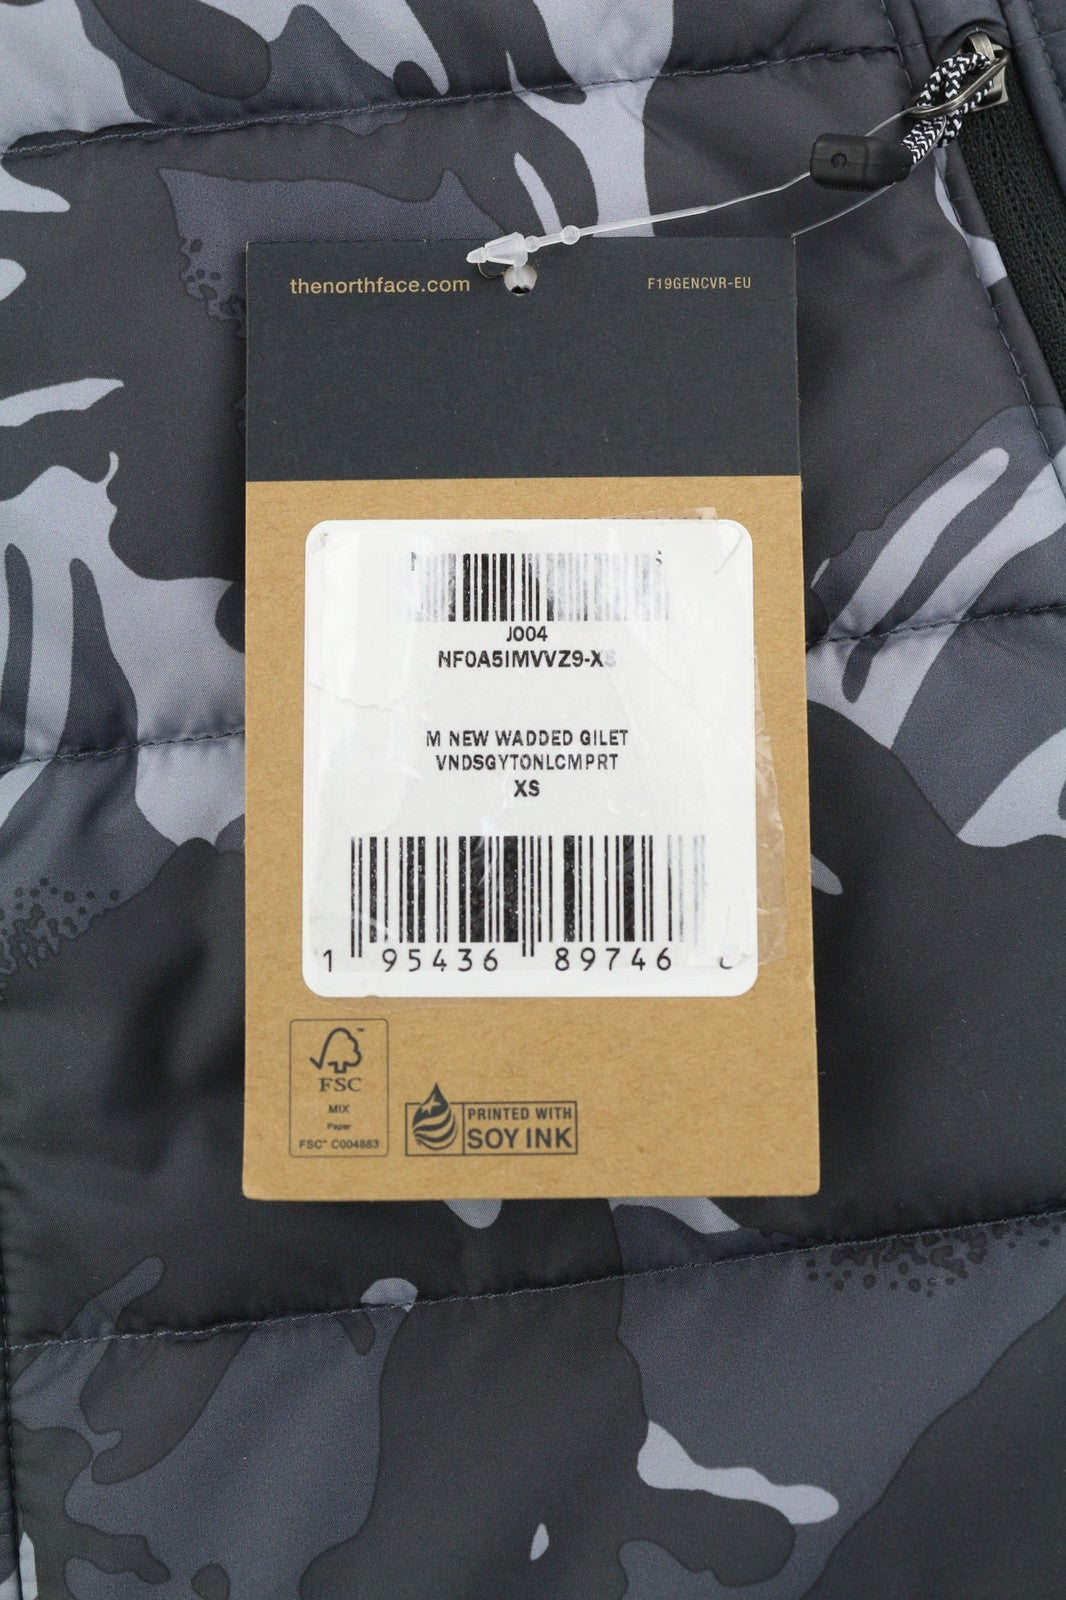 thenorthface.com
F19GENCVR-EU
J004
NF0A5IMVVZ9-XS
M NEW WADDED GILET
VNDSGYTONLCMPRT
XS
1 95436 89746
FSC
MIX
Paper
FSC™ C004883
PRINTED WITH
SOY INK